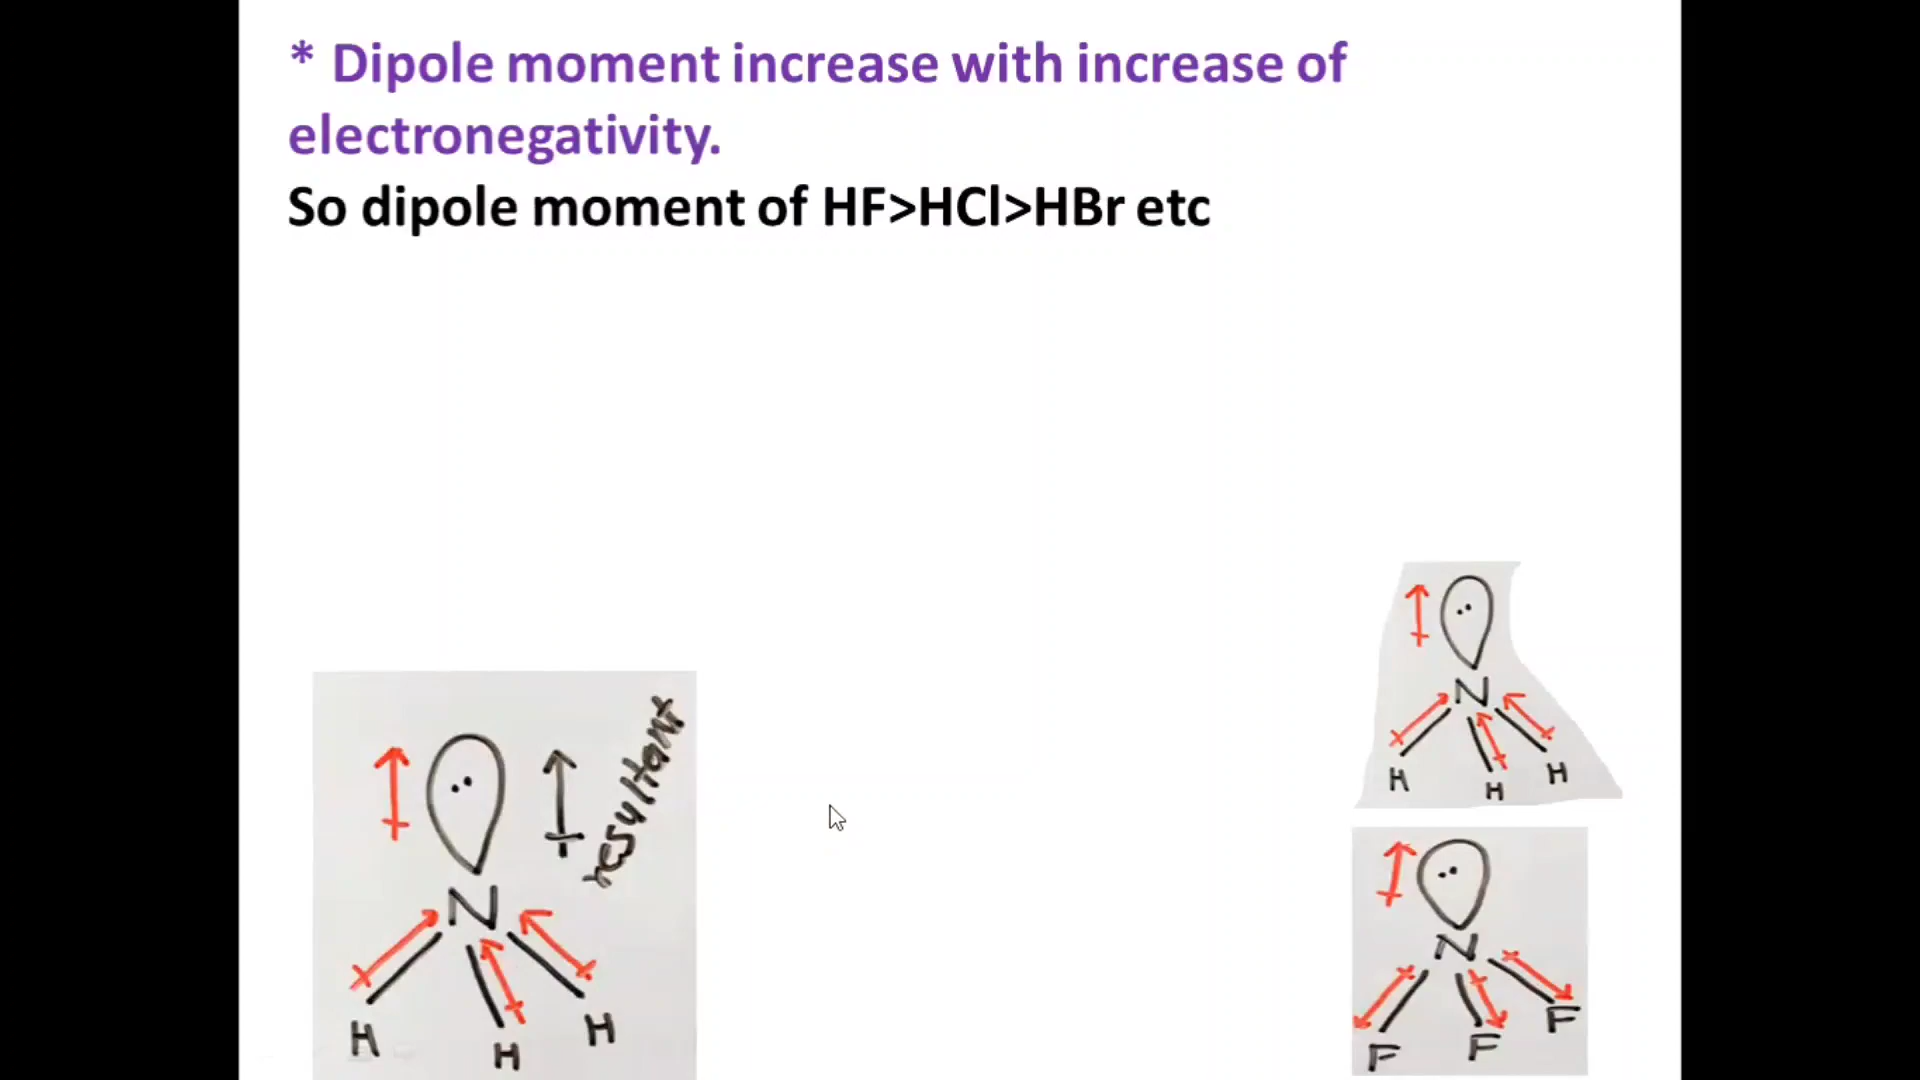 * Dipole moment increase with increase of
electronegativity.
So dipole moment of HF>HCl>HBr etc
resultant
N
H
H
H
N
H
H
H
N
F
F
F